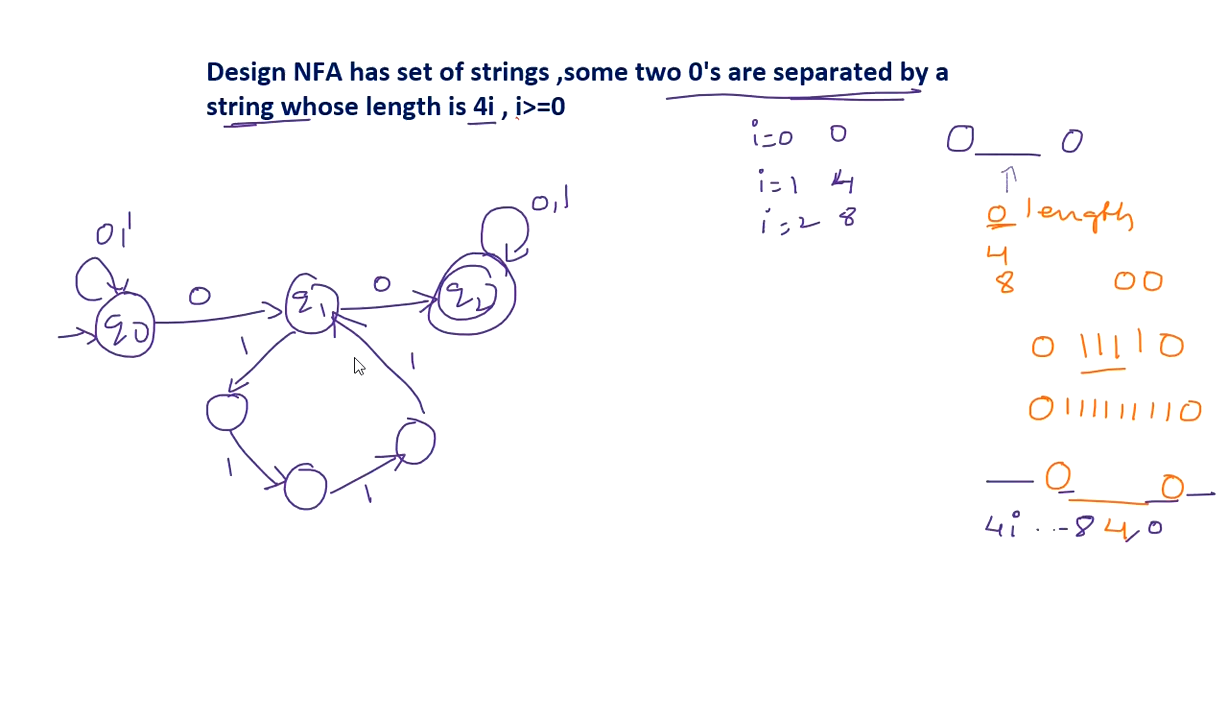 Design NFA has set of strings ,some two 0's are separated by a
string whose length is 4i , i>=0
i=0 0
i=1 4
i=2 8
0 ___ 0
0 length
4
8
00
0 1111 0
0 11111111 0
0 0
4i ... 8 4, 0
0,1
0,1
0
0
q0
q1
q2
1
1
1
1